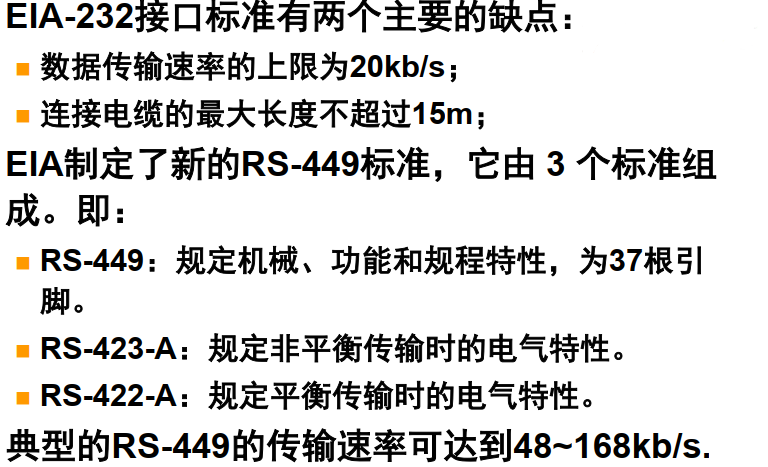 EIA-232接口标准有两个主要的缺点：
数据传输速率的上限为20kb/s；
连接电缆的最大长度不超过15m；
EIA制定了新的RS-449标准，它由 3 个标准组
成。即：
RS-449：规定机械、功能和规程特性，为37根引
脚。
RS-423-A：规定非平衡传输时的电气特性。
RS-422-A：规定平衡传输时的电气特性。
典型的RS-449的传输速率可达到48~168kb/s.